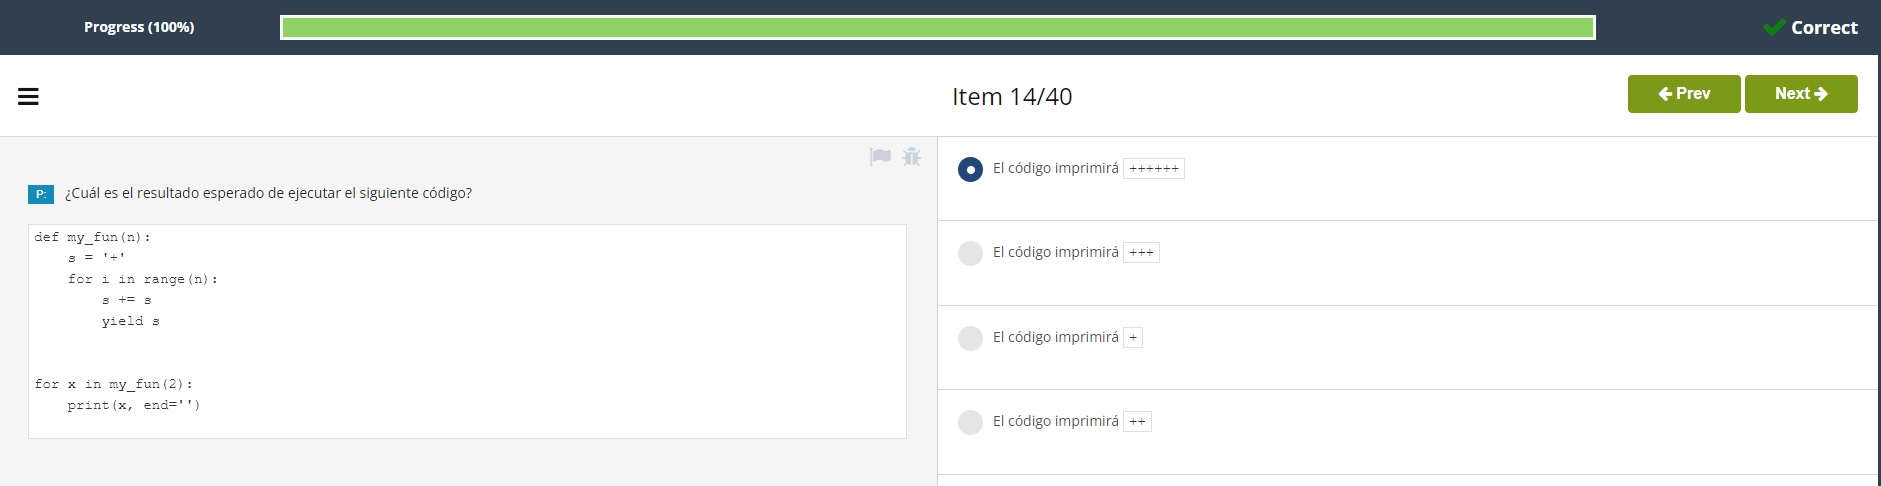 Progress (100%)
Correct
Item 14/40
Prev
Next
P:
¿Cuál es el resultado esperado de ejecutar el siguiente código?
def my_fun(n):
    s = '+'
    for i in range(n):
        s += s
        yield s
for x in my_fun(2):
    print(x, end='')
El código imprimirá ++++++
El código imprimirá +++
El código imprimirá +
El código imprimirá ++